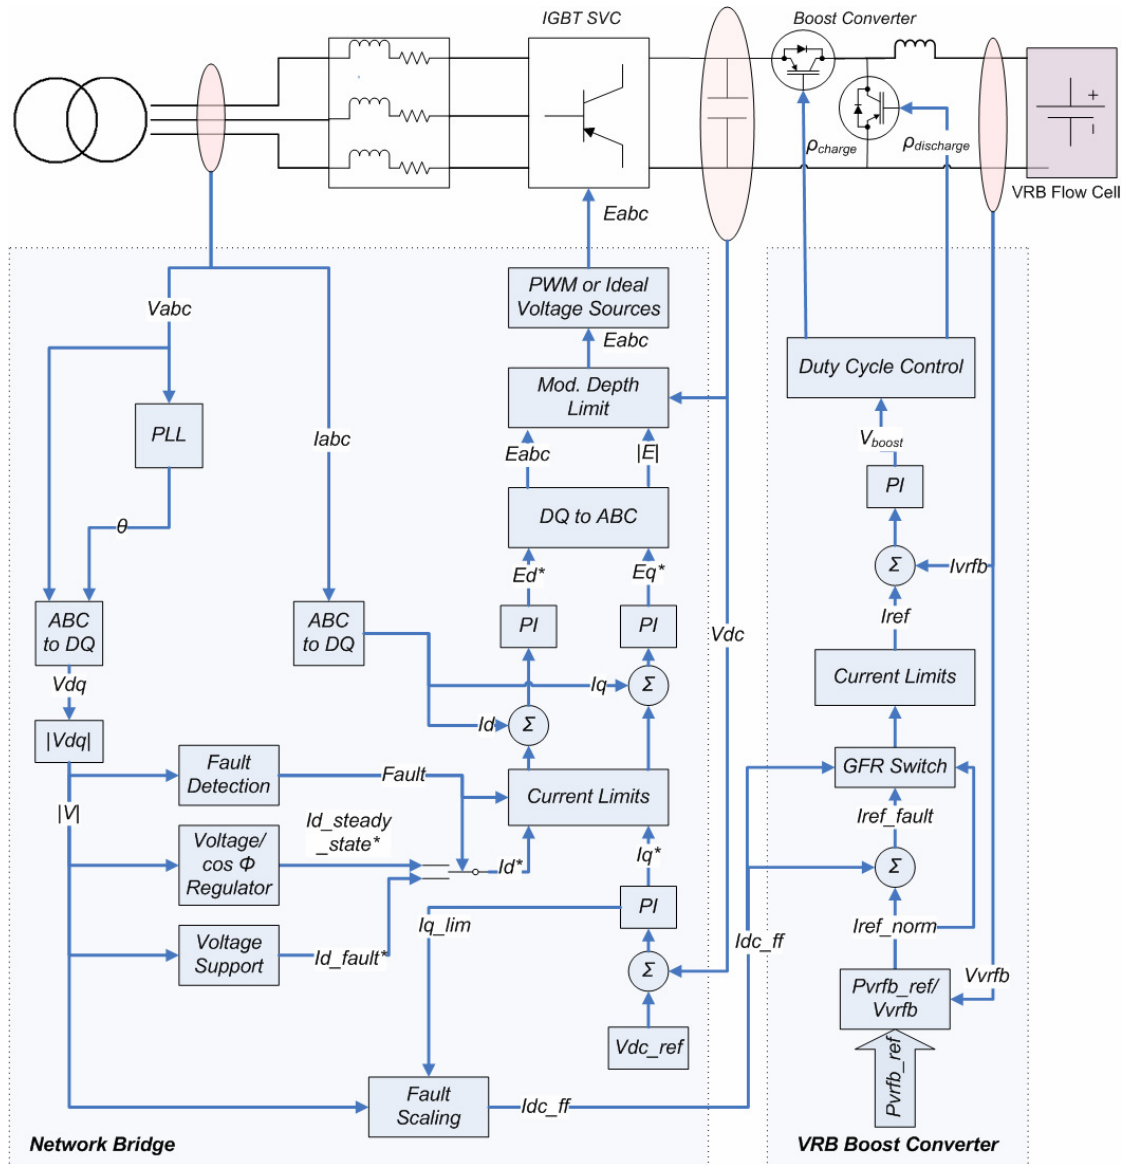 IGBT SVC
Boost Converter
+
−
ρcharge
ρdischarge
VRB Flow Cell
Eabc
PWM or Ideal
Voltage Sources
Vabc
Eabc
Mod. Depth
Limit
Duty Cycle Control
PLL
Iabc
Eabc
|E|
Vboost
PI
θ
DQ to ABC
Σ
Ivrfb
Ed*
Eq*
ABC
to DQ
ABC
to DQ
PI
PI
Vdc
Iref
Vdq
Iq
Σ
Current Limits
|Vdq|
Id
Σ
Fault
Detection
Fault
Current Limits
GFR Switch
|V|
Id_steady
_state*
Iref_fault
Voltage/
cos Φ
Regulator
Id*
Iq*
Σ
PI
Iq_lim
Iref_norm
Voltage
Support
Id_fault*
Idc_ff
Σ
Vvrfb
Pvrfb_ref/
Vvrfb
Vdc_ref
Pvrfb_ref
Fault
Scaling
Idc_ff
Network Bridge
VRB Boost Converter